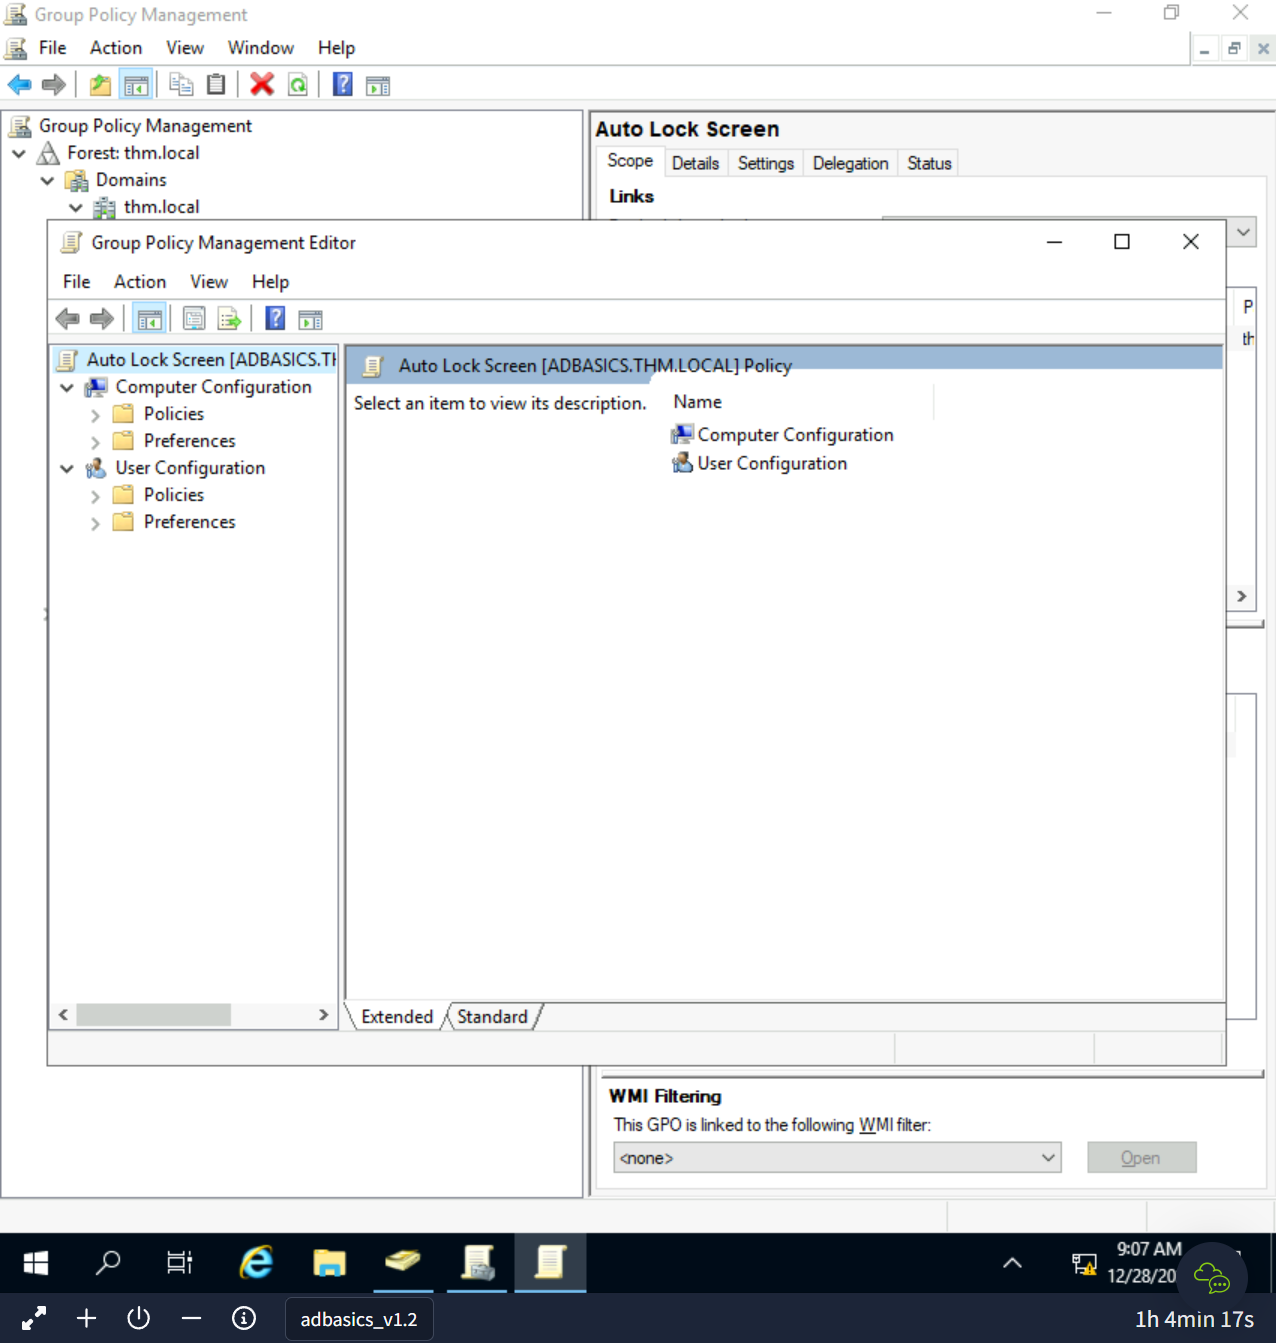 Group Policy Management
File Action View Window Help
Group Policy Management
Forest: thm.local
Domains
thm.local
Auto Lock Screen
Scope Details Settings Delegation Status
Links
P
th
Group Policy Management Editor
File Action View Help
Auto Lock Screen [ADBASICS.TH
Computer Configuration
Policies
Preferences
User Configuration
Policies
Preferences
Auto Lock Screen [ADBASICS.THM.LOCAL] Policy
Select an item to view its description.
Name
Computer Configuration
User Configuration
Extended Standard
WMI Filtering
This GPO is linked to the following WMI filter:
<none> Open
9:07 AM
12/28/20
adbasics_v1.2
1h 4min 17s